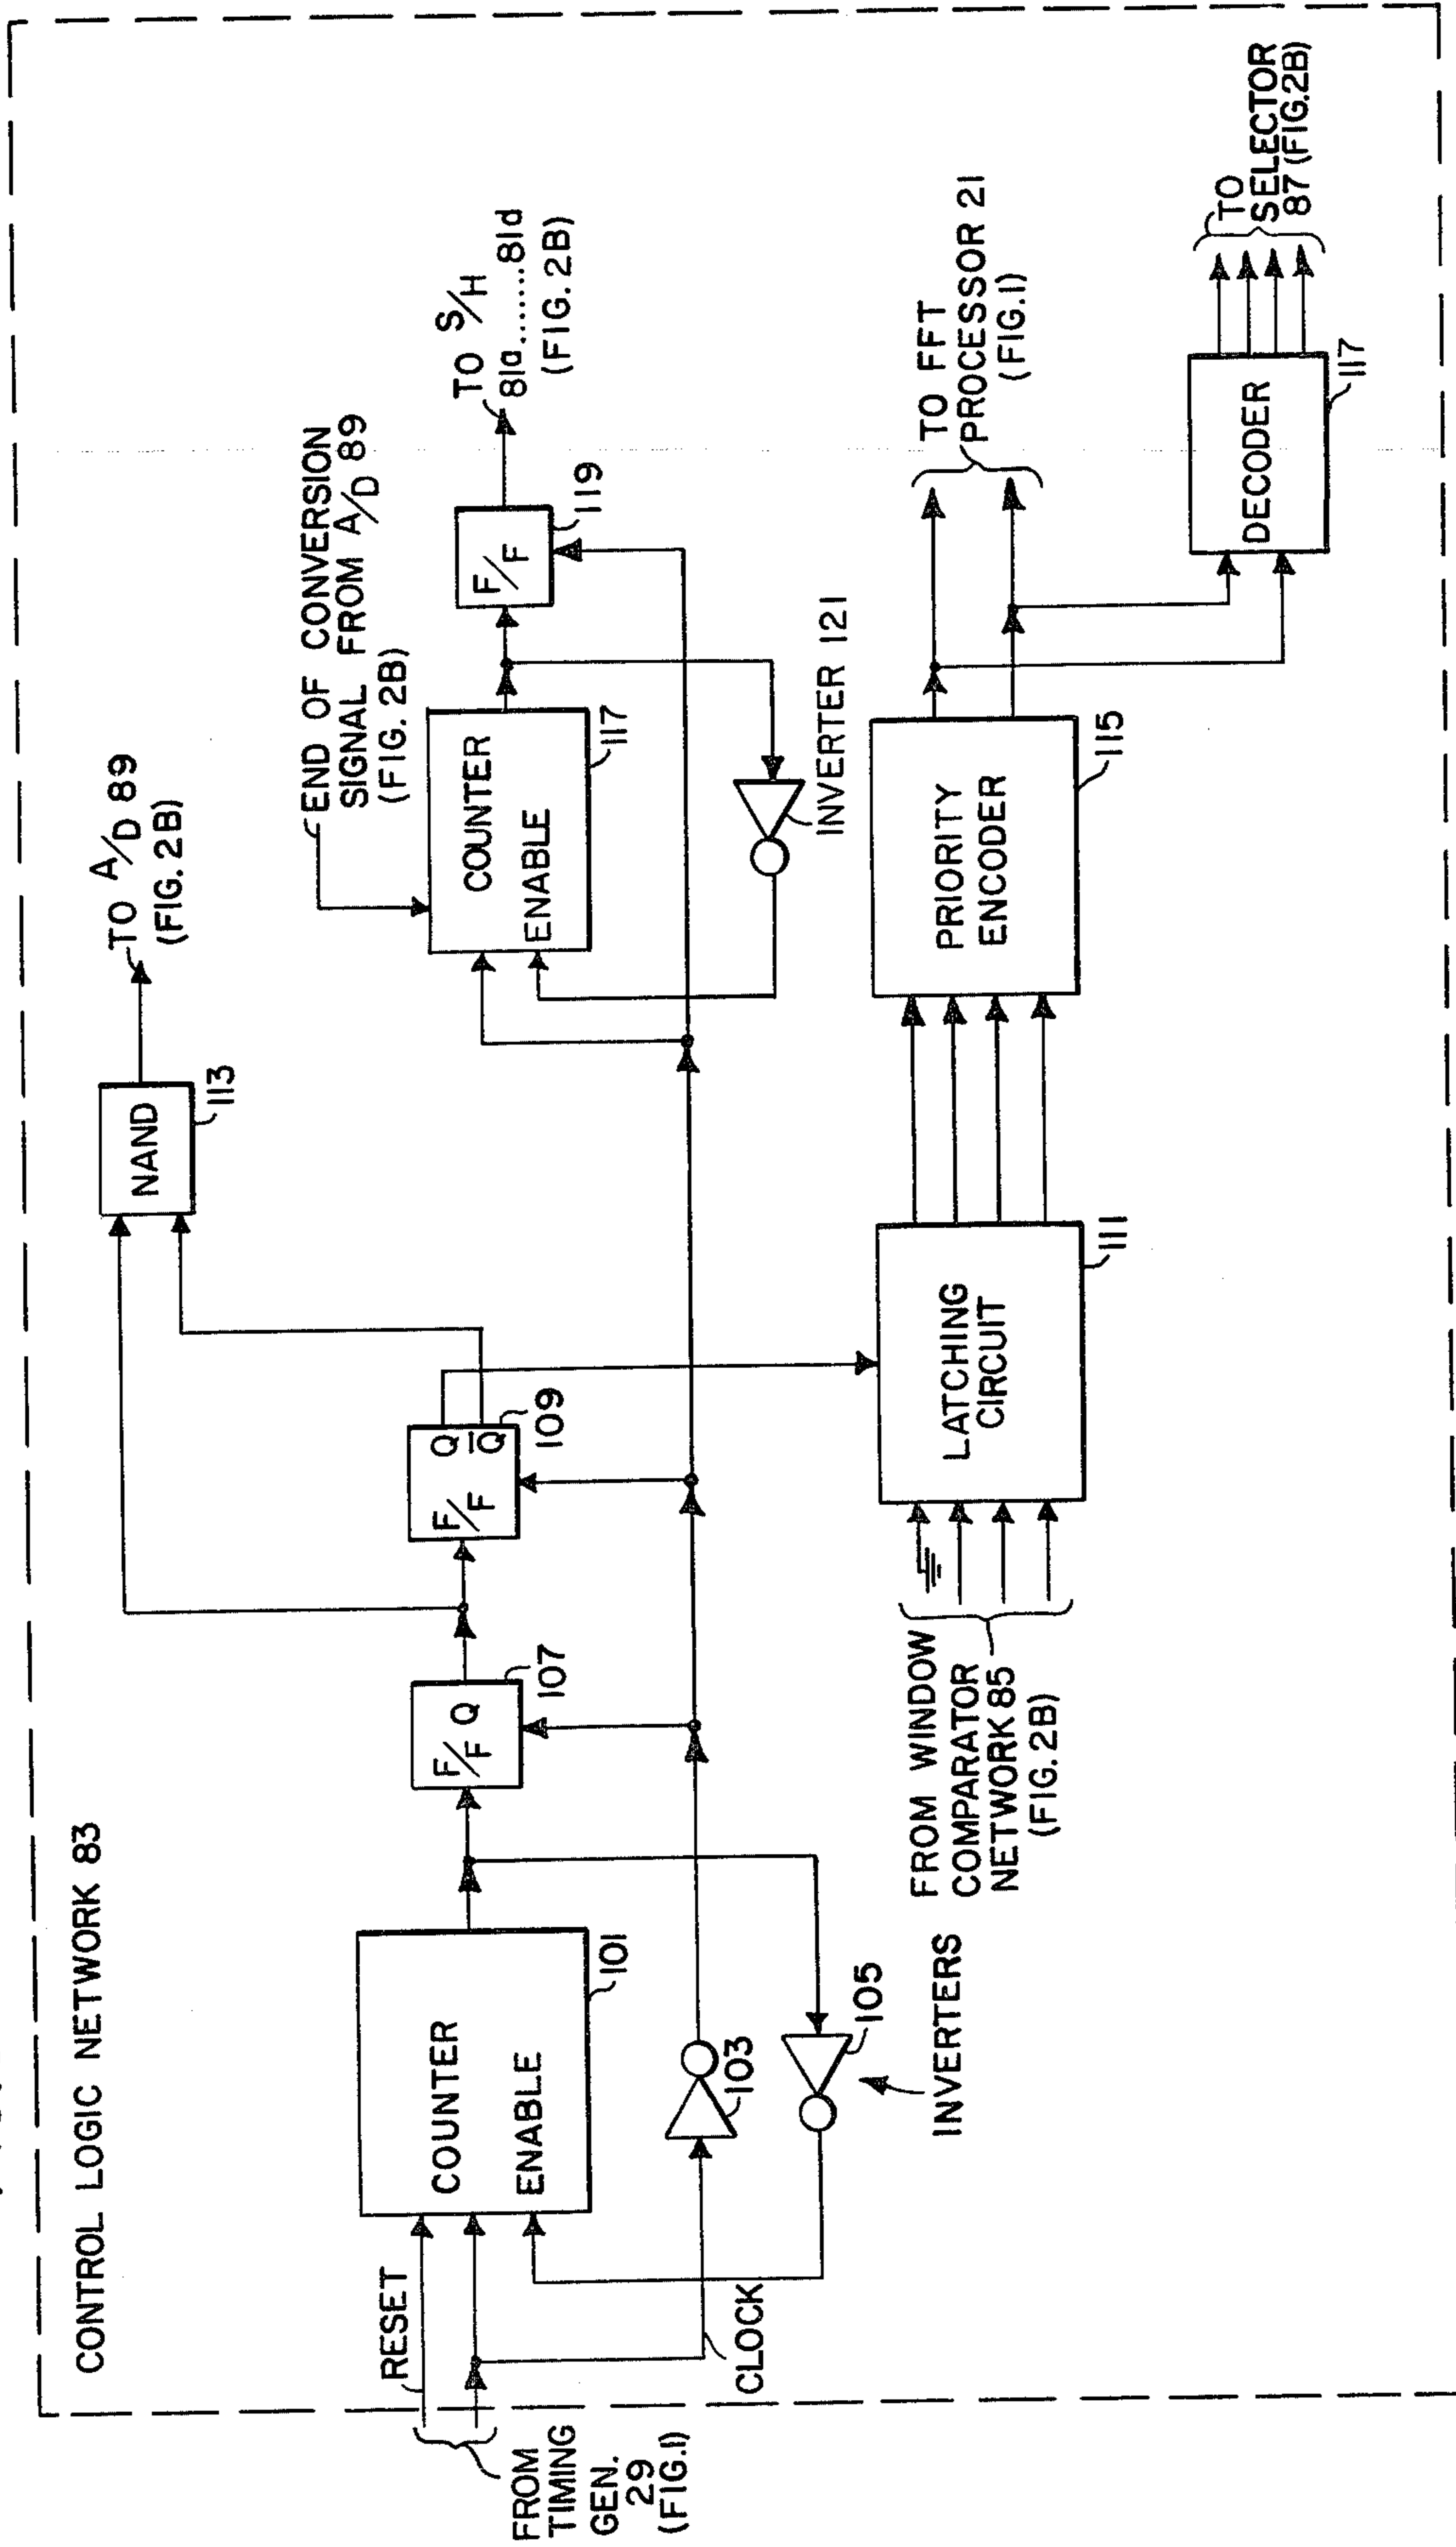 CONTROL LOGIC NETWORK 83
FROM
TIMING
GEN.
29
(FIG.1)
RESET
CLOCK
COUNTER
ENABLE
101
103
105
INVERTERS
F/F Q
107
F/F Q
Q̅
109
NAND
113
TO A/D 89
(FIG. 2B)
END OF CONVERSION
SIGNAL FROM A/D 89
(FIG. 2B)
COUNTER
ENABLE
117
INVERTER 121
F/F
119
TO S/H
81a.......81d
(FIG. 2B)
FROM WINDOW
COMPARATOR
NETWORK 85
(FIG. 2B)
LATCHING
CIRCUIT
111
PRIORITY
ENCODER
115
TO FFT
PROCESSOR 21
(FIG.1)
DECODER
117
TO
SELECTOR
87 (FIG.2B)